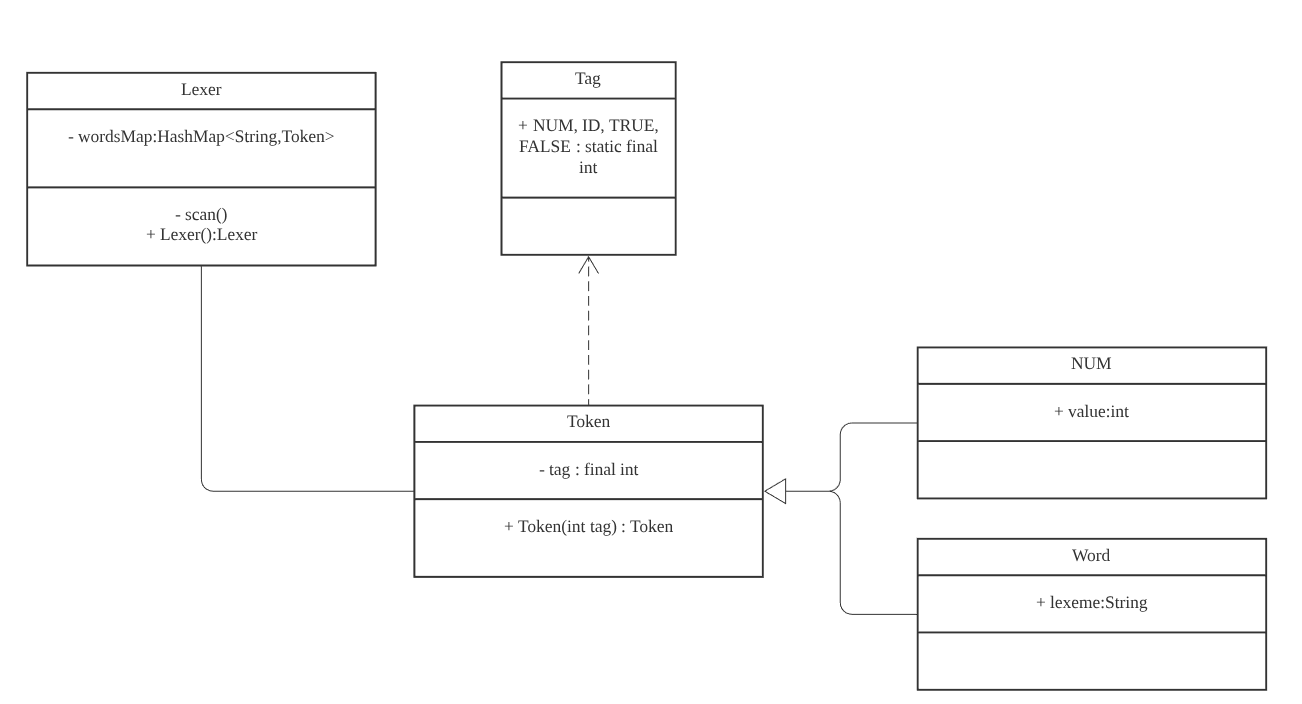 Lexer
- wordsMap:HashMap<String,Token>
- scan()
+ Lexer():Lexer
Tag
+ NUM, ID, TRUE,
FALSE : static final
int
Token
- tag : final int
+ Token(int tag) : Token
NUM
+ value:int
Word
+ lexeme:String